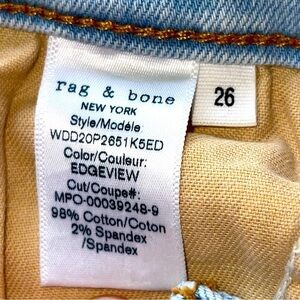 rag & bone
NEW YORK
Style/Modéle
WDD20P2651K5ED
Color/Couleur:
EDGEVIEW
Cut/Coupe#:
MPO-00039248-9
98% Cotton/Coton
2% Spandex
/Spandex
26